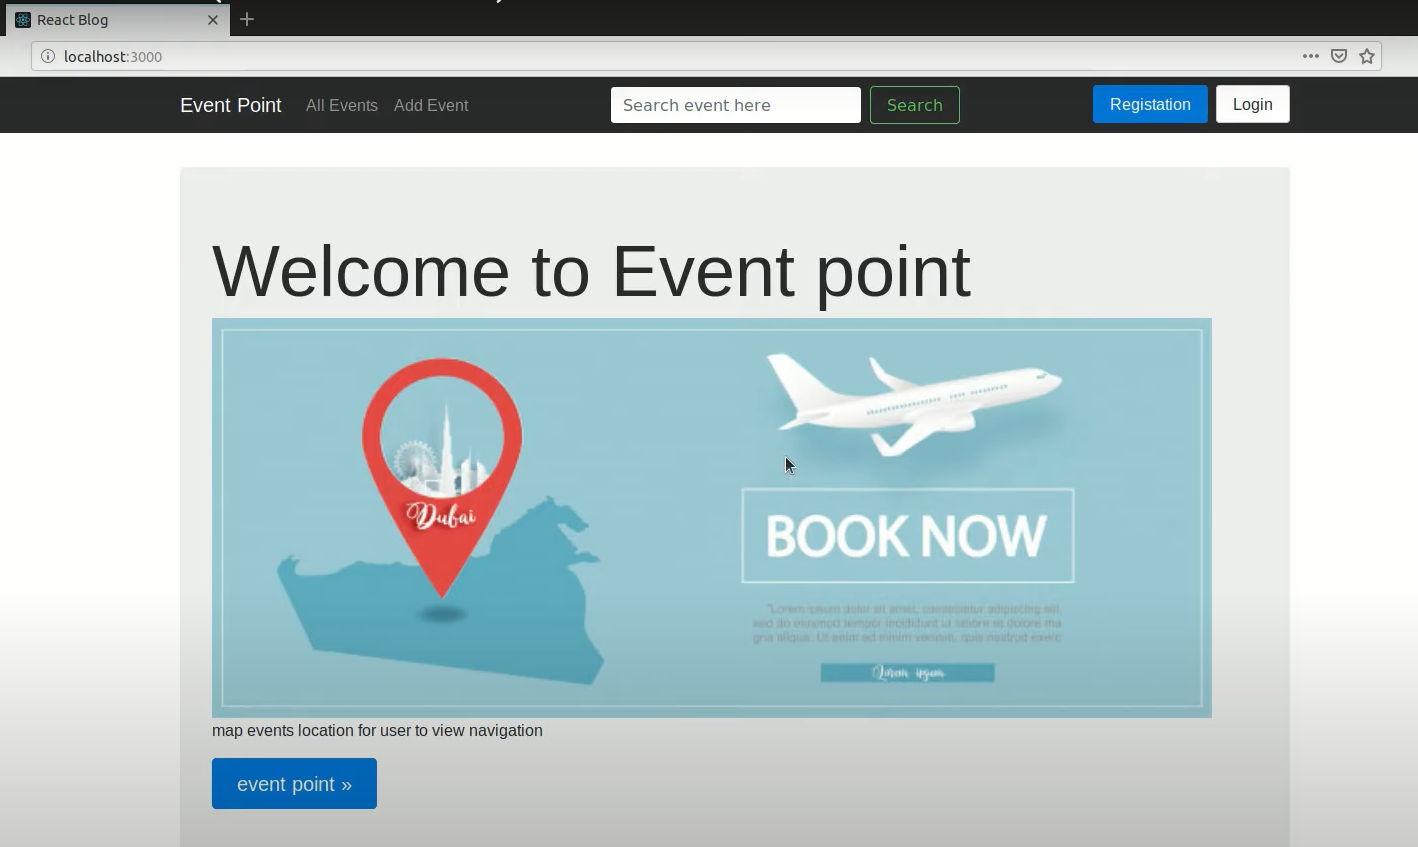 React Blog
localhost:3000
Event Point All Events Add Event Search event here Search Registation Login
Welcome to Event point
Dubai
BOOK NOW
"Lorem ipsum dolor sit amet, consectetur adipiscing elit,
sed do eiusmod tempor incididunt ut labore et dolore ma
gna aliqua. Ut enim ad minim veniam, quis nostrud exerc
Lorem ipsum
map events location for user to view navigation
event point »